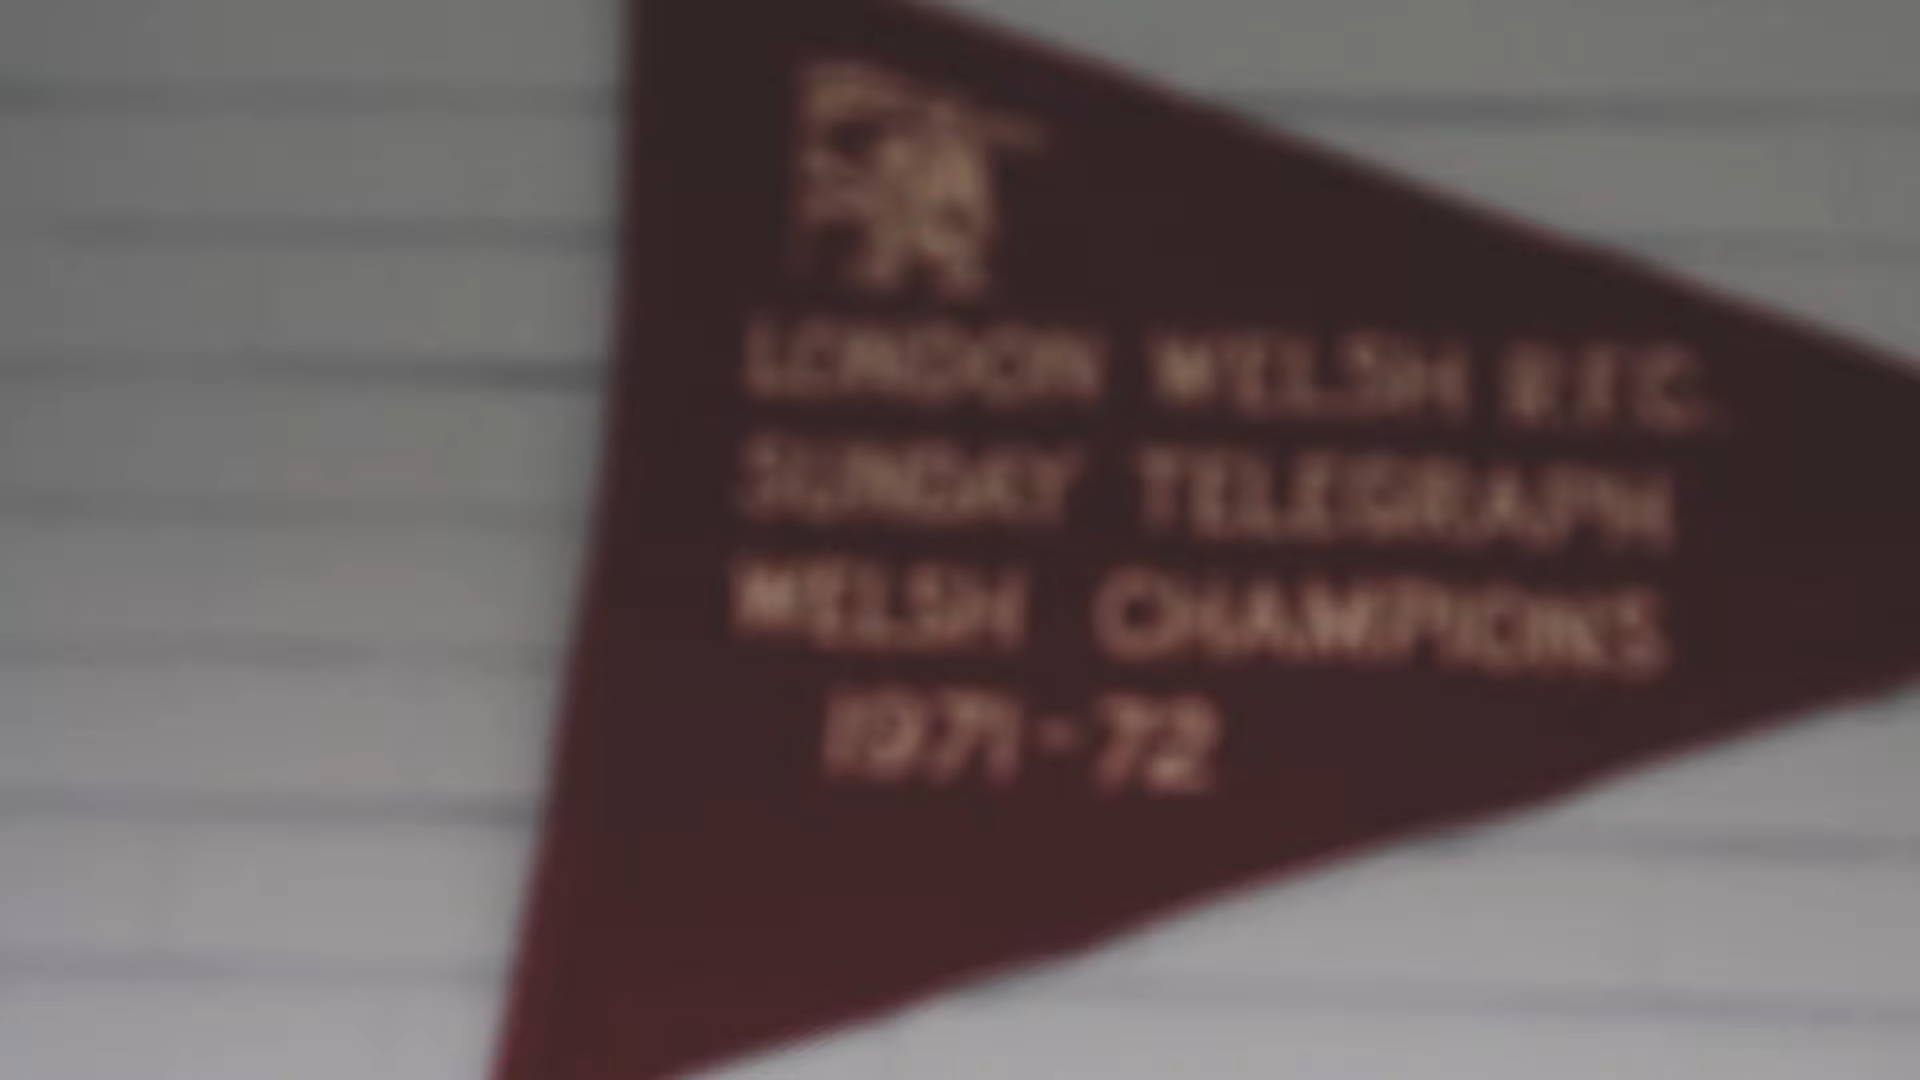 LONDON WELSH R.F.C.
SUNDAY TELEGRAPH
WELSH CHAMPIONS
1971-72